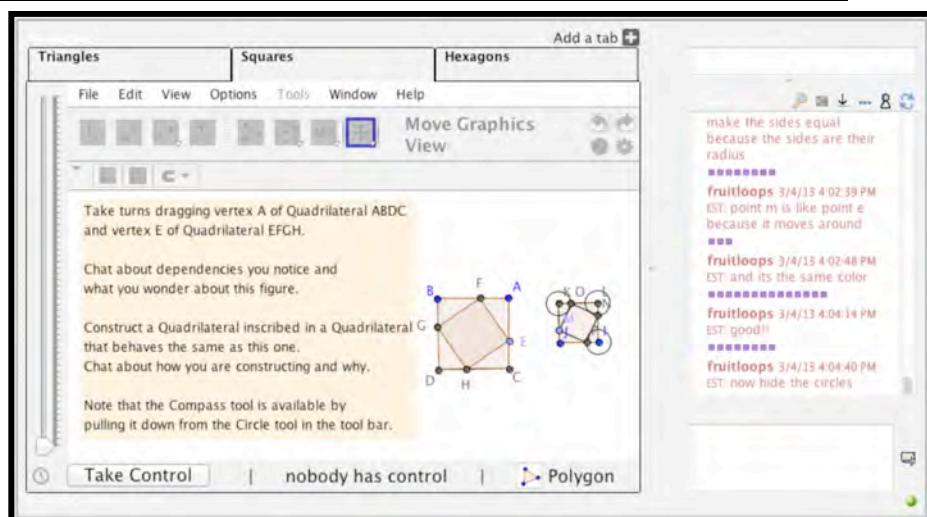 Add a tab
Triangles Squares Hexagons
File Edit View Options Tools Window Help
Move Graphics
View
Take turns dragging vertex A of Quadrilateral ABDC
and vertex E of Quadrilateral EFGH.
Chat about dependencies you notice and
what you wonder about this figure.
Construct a Quadrilateral inscribed in a Quadrilateral
that behaves the same as this one.
Chat about how you are constructing and why.
Note that the Compass tool is available by
pulling it down from the Circle tool in the tool bar.
B F A
G E
D H C
K O L
N
M
Take Control | nobody has control | Polygon
make the sides equal
because the sides are their
radius
fruitloops 3/4/13 4:02:39 PM
EST: point m is like point e
because it moves around
fruitloops 3/4/13 4:02:48 PM
EST: and its the same color
fruitloops 3/4/13 4:04:14 PM
EST: good!!
fruitloops 3/4/13 4:04:40 PM
EST: now hide the circles